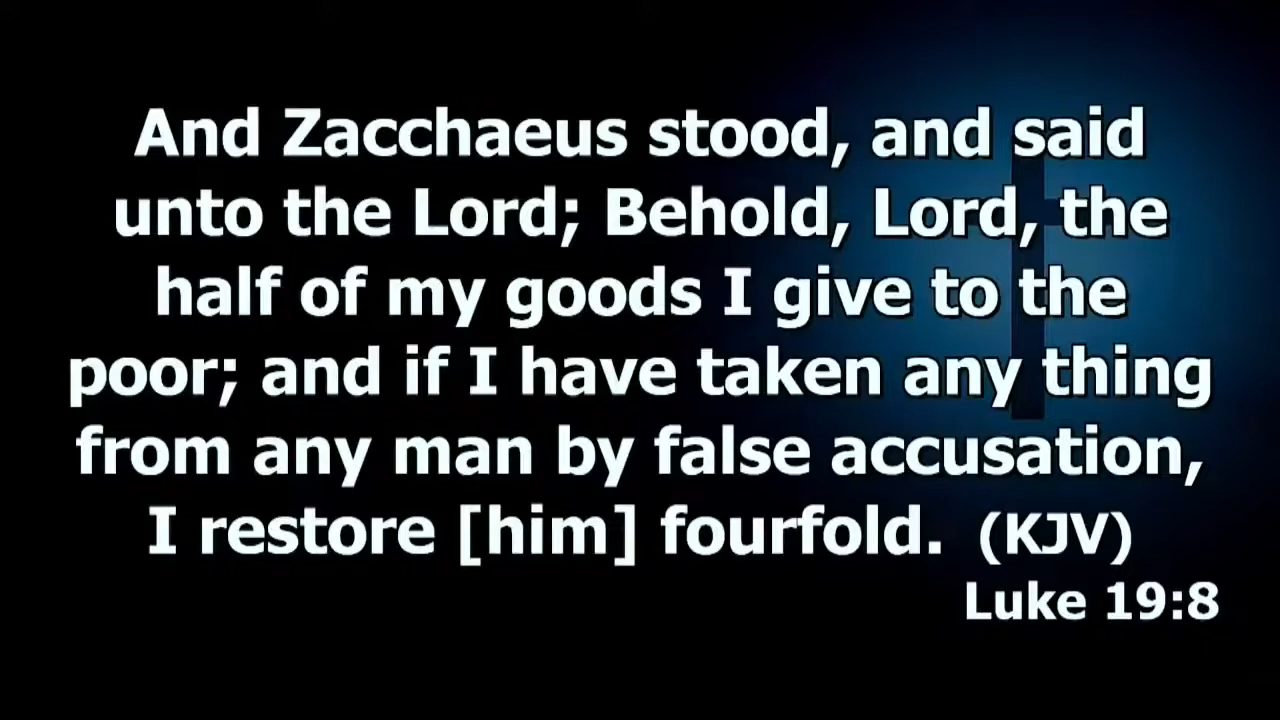 And Zacchaeus stood, and said
unto the Lord; Behold, Lord, the
half of my goods I give to the
poor; and if I have taken any thing
from any man by false accusation,
I restore [him] fourfold. (KJV)
Luke 19:8